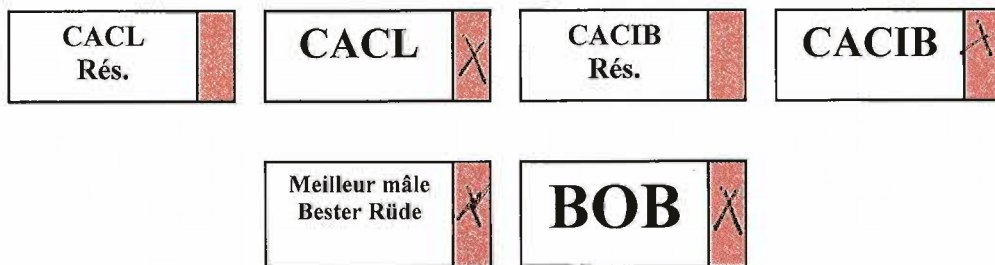 CACL
Rés.
CACL X
CACIB
Rés.
CACIB X
Meilleur mâle
Bester Rüde X
BOB X